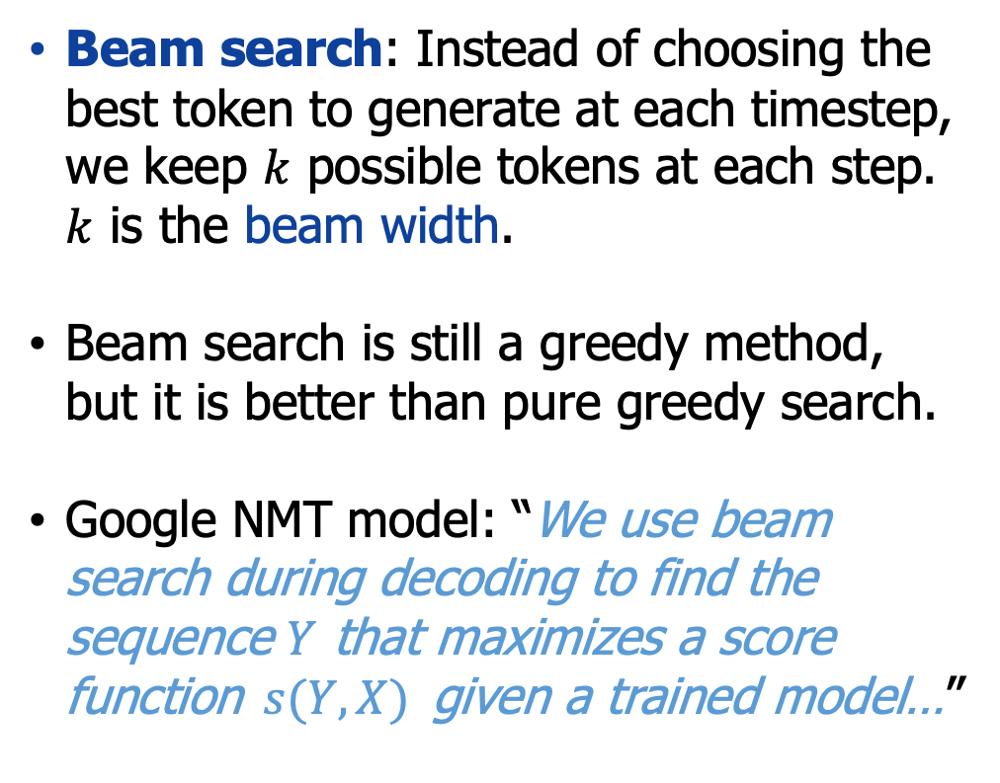 • Beam search: Instead of choosing the
best token to generate at each timestep,
we keep 𝑘 possible tokens at each step.
𝑘 is the beam width.
• Beam search is still a greedy method,
but it is better than pure greedy search.
• Google NMT model: “We use beam
search during decoding to find the
sequence 𝑌 that maximizes a score
function 𝑠(𝑌,𝑋) given a trained model…”